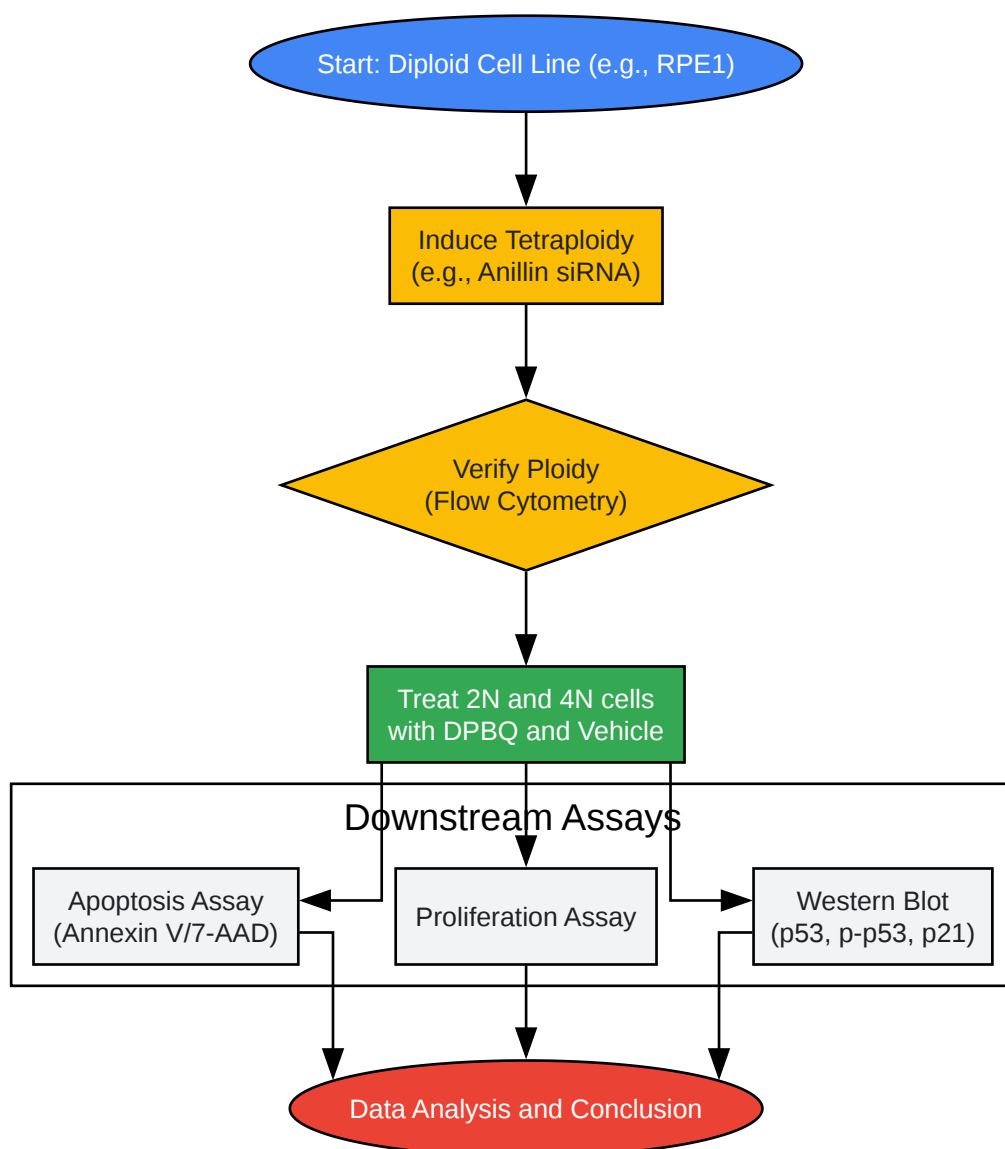 Start: Diploid Cell Line (e.g., RPE1)
Induce Tetraploidy
(e.g., Anillin siRNA)
Verify Ploidy
(Flow Cytometry)
Treat 2N and 4N cells
with DPBQ and Vehicle
Downstream Assays
Apoptosis Assay
(Annexin V/7-AAD)
Proliferation Assay
Western Blot
(p53, p-p53, p21)
Data Analysis and Conclusion